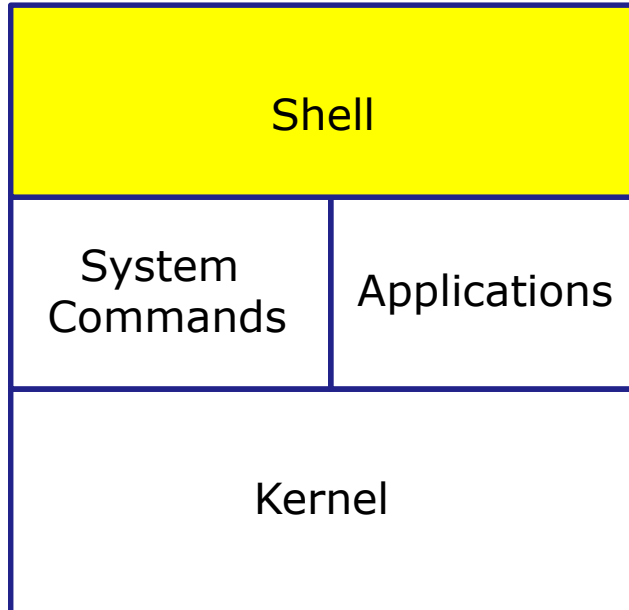 Shell
System
Commands
Applications
Kernel